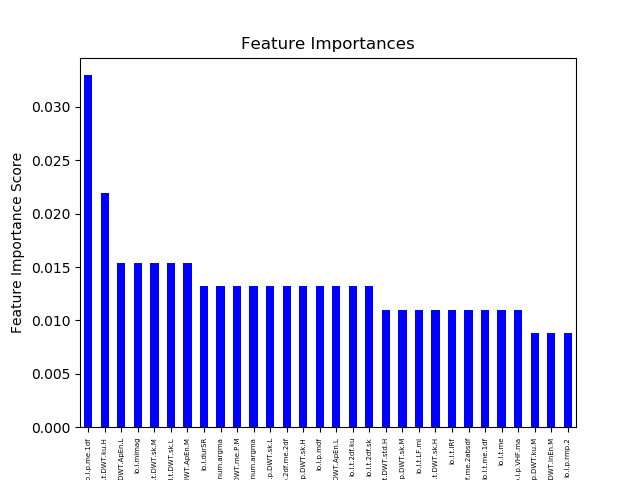 Feature Importances
Feature Importance Score
0.030
0.025
0.020
0.015
0.010
0.005
0.000
lo.l.p.me.1df
.t.DWT.ku.H
DWT.ApEn.L
lo.l.mimag
.t.DWT.sk.M
l.t.DWT.sk.L
DWT.ApEn.M
lo.l.durSR
num.argma
DWT.me.P.M
num.argma
.p.DWT.sk.L
.2df.me.2df
.p.DWT.sk.H
lo.l.p.mdf
DWT.ApEn.L
lo.l.t.2df.ku
lo.l.t.2df.sk
.t.DWT.std.H
.p.DWT.sk.M
lo.l.t.LF.mi
.t.DWT.sk.H
lo.l.t.IRf
f.me.2absdf
lo.l.t.me.1df
lo.l.t.me
.l.p.VHF.ma
.p.DWT.ku.M
DWT.InEn.M
lo.l.p.rmp.2